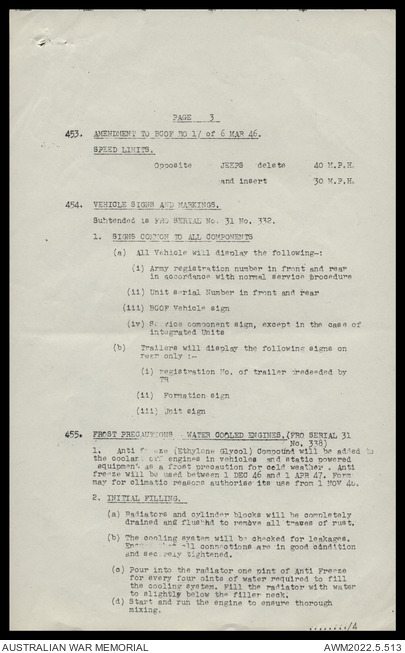 PAGE 3
453. AMENDMENT TO BCOF RO 17 of 6 MAR 46.
SPEED LIMITS.
Opposite JEEPS delete 40 M.P.H.
and insert 30 M.P.H.
454. VEHICLE SIGNS AND MARKINGS.
Subtended is FRO SERIAL No. 31 No. 332.
1. SIGNS COMMON TO ALL COMPONENTS
(a) All Vehicle will display the following-:
(i) Army registration number in front and rear
in accordance with normal service procedure
(ii) Unit serial Number in front and rear
(iii) BCOF Vehicle sign
(iv) Service component sign, except in the case of
integrated Units
(b) Trailers will display the following signs on
rear only :-
(i) Registration No. of trailer preceeded by
TR
(ii) Formation sign
(iii) Unit sign
455. FROST PRECAUTIONS - WATER COOLED ENGINES. (FRO SERIAL 31
No. 338)
1. Anti Freeze (Ethylene Glycol) Compound will be added to
the coolant of engines in vehicles and static powered
equipment as a frost precaution for cold weather . Anti
freeze will be used between 1 DEC 46 and 1 APR 47. Form
may for climatic reasons authorise its use from 1 NOV 46.
2. INITIAL FILLING.
(a) Radiators and cylinder blocks will be completely
drained and flushd to remove all traces of rust.
(b) The cooling system will be checked for leakages.
all connections are in good condition
and securely tightened.
(c) Pour into the radiator one pint of Anti Freeze
for every four pints of water required to fill
the cooling system. Fill the radiator with water
to slightly below the filler neck.
(d) Start and run the engine to ensure thorough
mixing.
......../4
AUSTRALIAN WAR MEMORIAL AWM2022.5.513